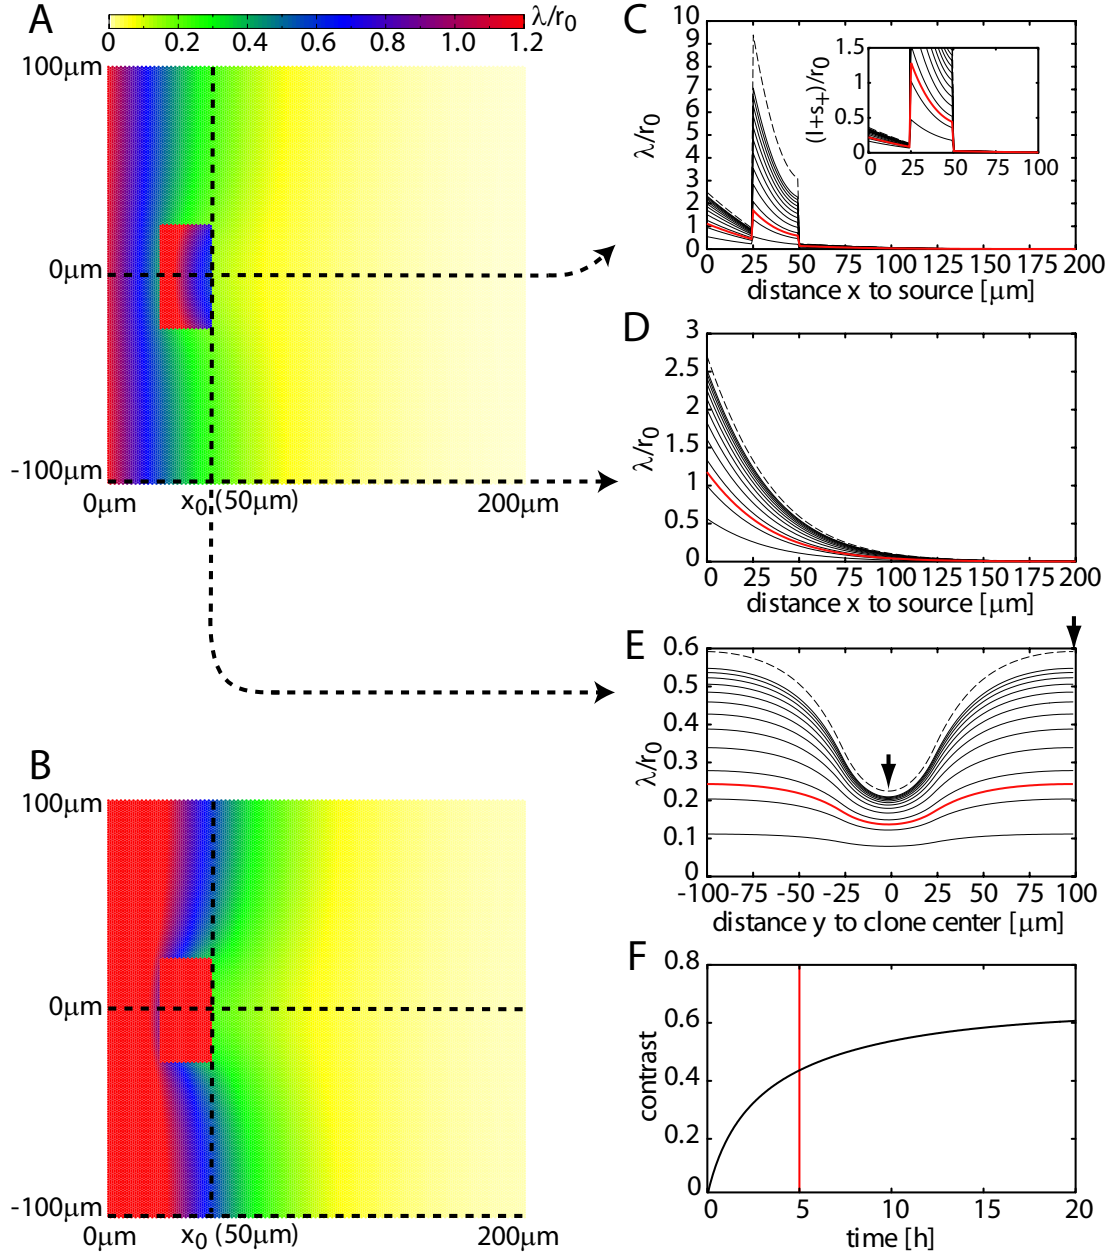 A
λ/r0
0 0.2 0.4 0.6 0.8 1.0 1.2
100µm
0µm
-100µm
0µm
x0 (50µm)
200µm
B
100µm
0µm
-100µm
0µm
x0 (50µm)
200µm
C
λ/r0
10
9
8
7
6
5
4
3
2
1
0
0 25 50 75 100 125 150 175 200
distance x to source [µm]
(l+s+)/r0
1.5
1
0.5
0
0 25 50 75 100
D
λ/r0
3
2.5
2
1.5
1
0.5
0
0 25 50 75 100 125 150 175 200
distance x to source [µm]
E
λ/r0
0.6
0.5
0.4
0.3
0.2
0.1
0
-100 -75 -50 -25 0 25 50 75 100
distance y to clone center [µm]
F
contrast
0.8
0.6
0.4
0.2
0
0 5 10 15 20
time [h]